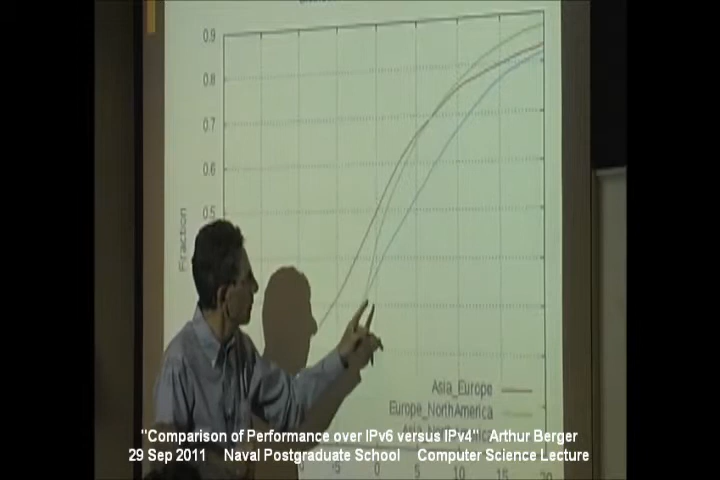 0.9
0.8
0.7
0.6
0.5
Fraction
Asia_Europe
Europe_NorthAmerica
"Comparison of Performance over IPv6 versus IPv4" Arthur Berger
29 Sep 2011 Naval Postgraduate School Computer Science Lecture
5 10 15 20